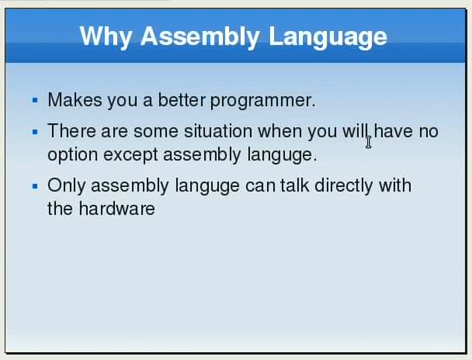 Why Assembly Language
▪ Makes you a better programmer.
▪ There are some situation when you will have no
option except assembly languge.
▪ Only assembly languge can talk directly with
the hardware